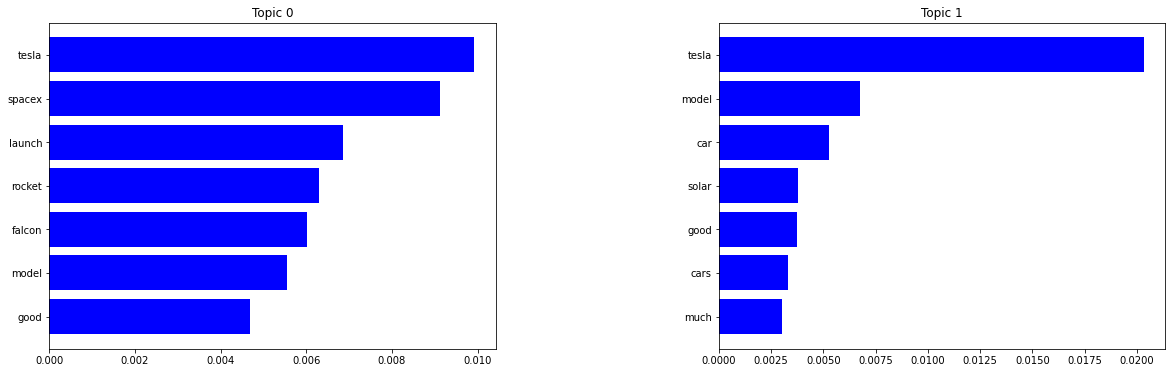 Topic 0
tesla
spacex
launch
rocket
falcon
model
good
0.000 0.002 0.004 0.006 0.008 0.010
Topic 1
tesla
model
car
solar
good
cars
much
0.0000 0.0025 0.0050 0.0075 0.0100 0.0125 0.0150 0.0175 0.0200